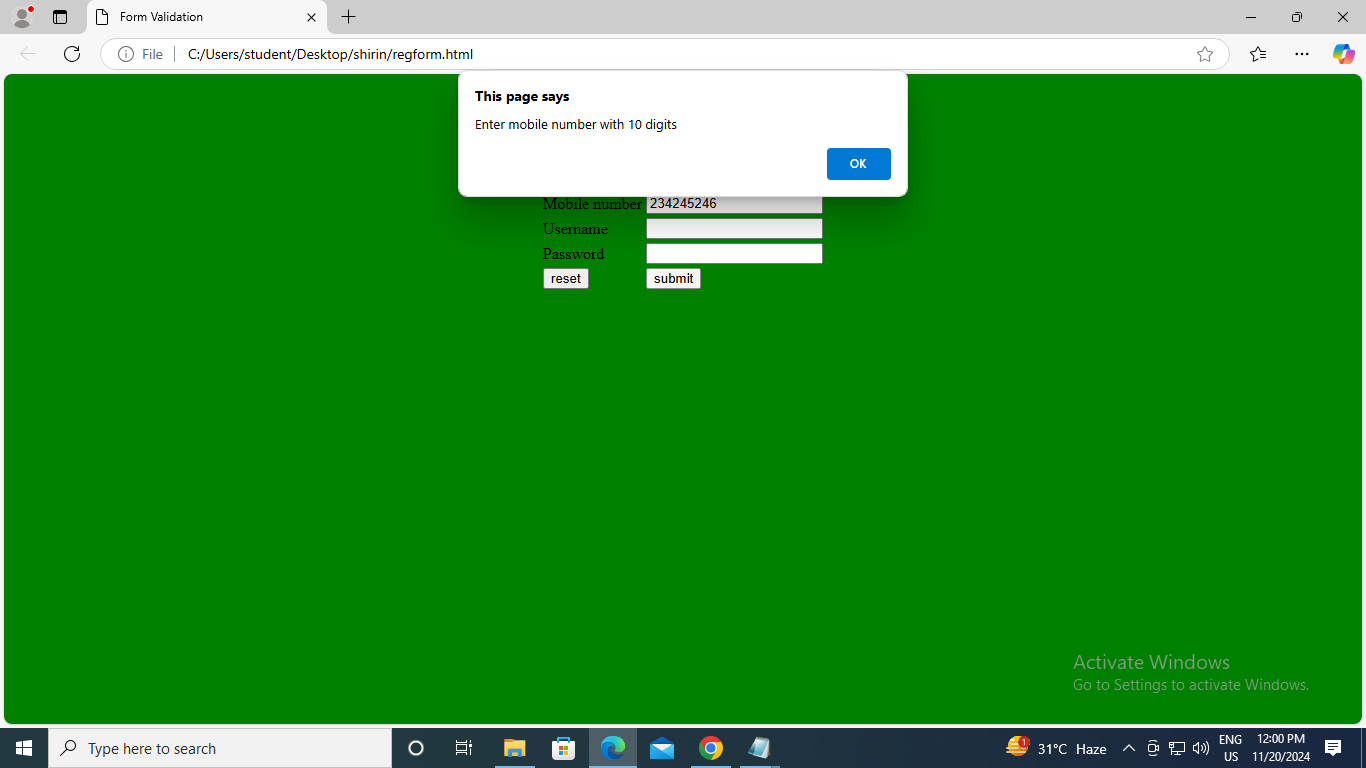 Form Validation
File
C:/Users/student/Desktop/shirin/regform.html
This page says
Enter mobile number with 10 digits
OK
Mobile number 234245246
Username
Password
reset submit
Activate Windows
Go to Settings to activate Windows.
Type here to search
1
31°C Haze
ENG
US
12:00 PM
11/20/2024